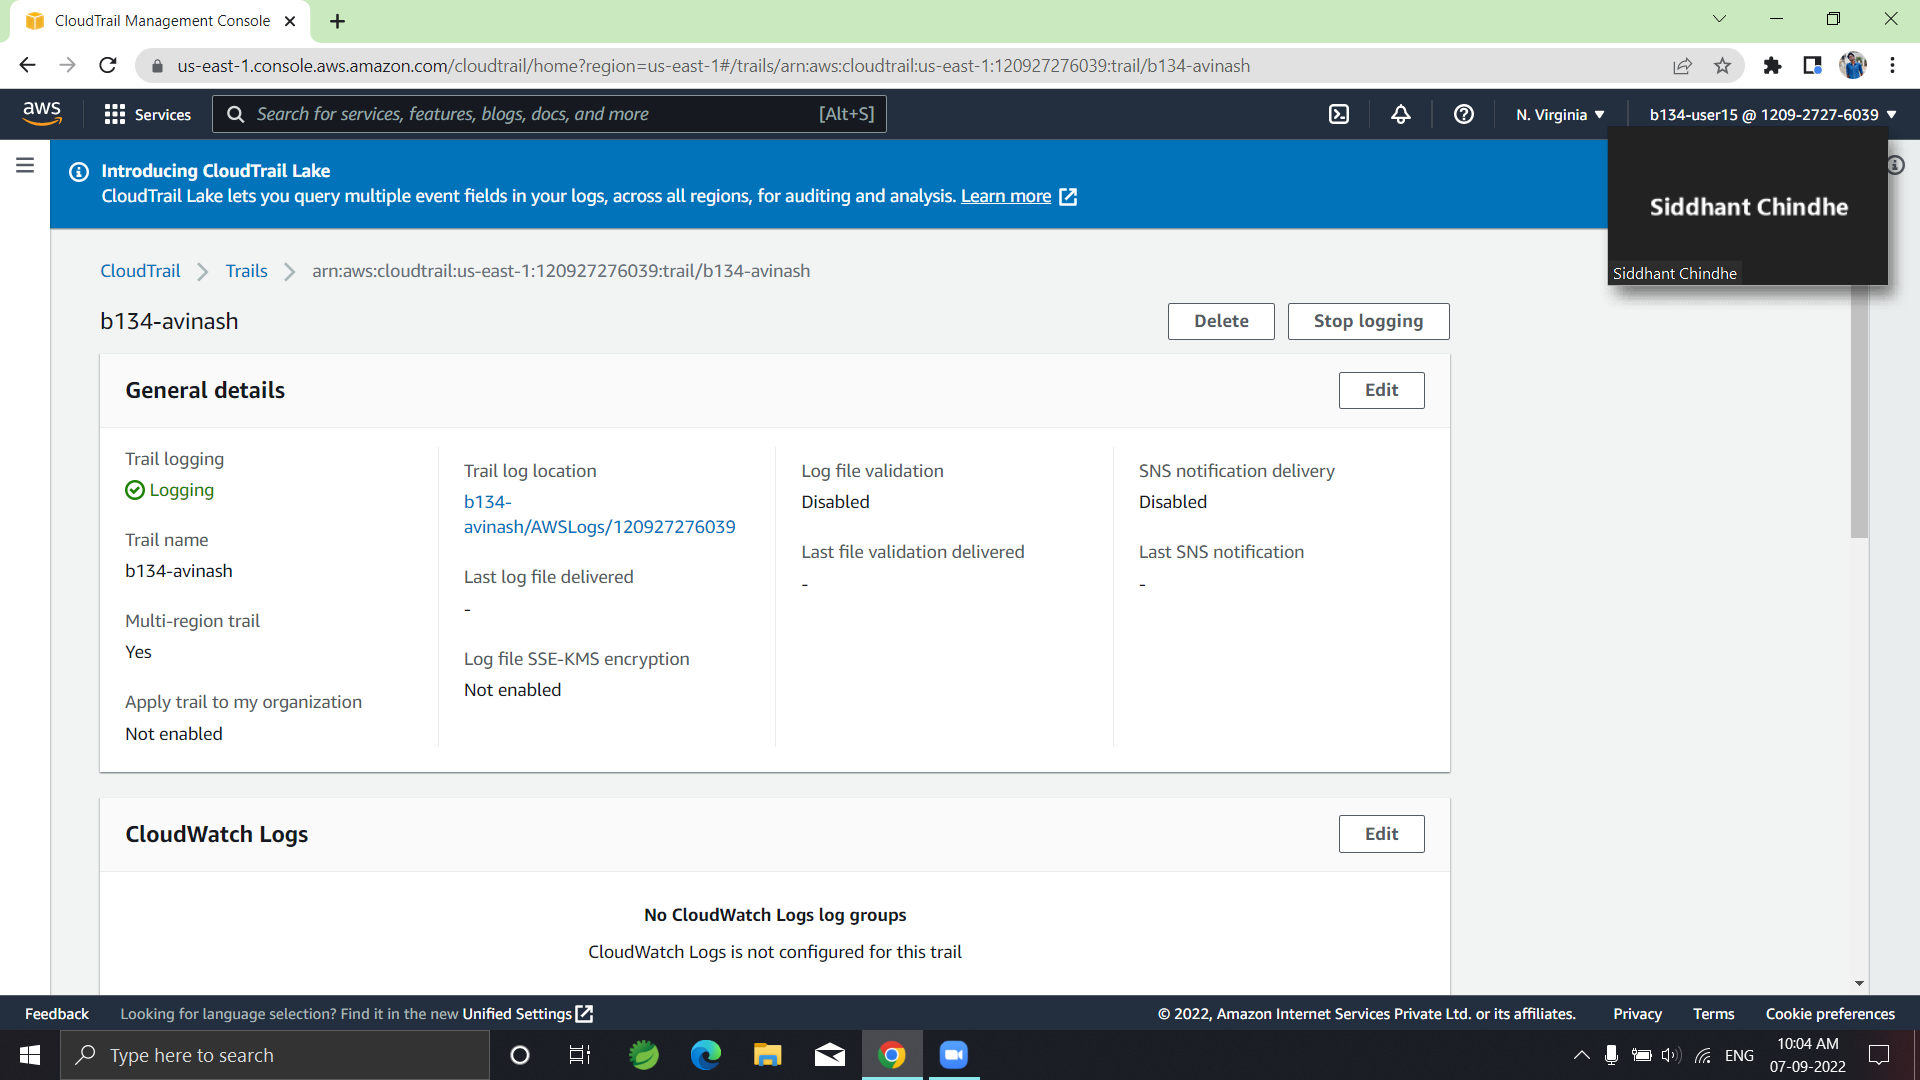 CloudTrail Management Console
us-east-1.console.aws.amazon.com/cloudtrail/home?region=us-east-1#/trails/arn:aws:cloudtrail:us-east-1:120927276039:trail/b134-avinash
aws
Services
Search for services, features, blogs, docs, and more
[Alt+S]
N. Virginia
b134-user15 @ 1209-2727-6039
Introducing CloudTrail Lake
CloudTrail Lake lets you query multiple event fields in your logs, across all regions, for auditing and analysis. Learn more
Siddhant Chindhe
Siddhant Chindhe
CloudTrail
Trails
arn:aws:cloudtrail:us-east-1:120927276039:trail/b134-avinash
b134-avinash
Delete
Stop logging
General details
Edit
Trail logging
Logging
Trail name
b134-avinash
Multi-region trail
Yes
Apply trail to my organization
Not enabled
Trail log location
b134-
avinash/AWSLogs/120927276039
Last log file delivered
-
Log file SSE-KMS encryption
Not enabled
Log file validation
Disabled
Last file validation delivered
-
SNS notification delivery
Disabled
Last SNS notification
-
CloudWatch Logs
Edit
No CloudWatch Logs log groups
CloudWatch Logs is not configured for this trail
Feedback
Looking for language selection? Find it in the new Unified Settings
© 2022, Amazon Internet Services Private Ltd. or its affiliates.
Privacy
Terms
Cookie preferences
Type here to search
ENG
10:04 AM
07-09-2022